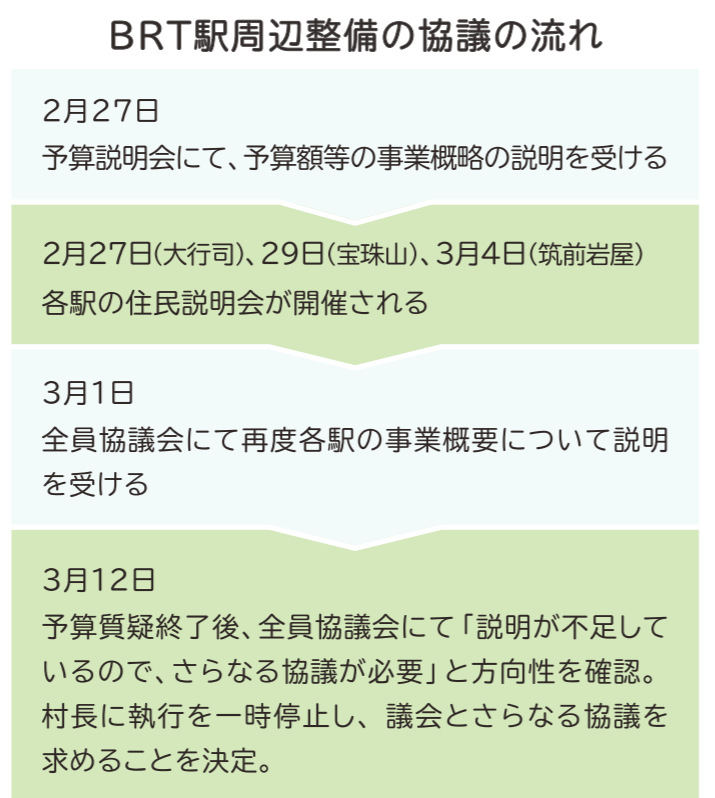 BRT駅周辺整備の協議の流れ
2月27日
予算説明会にて、予算額等の事業概略の説明を受ける
2月27日(大行司)、29日(宝珠山)、3月4日(筑前岩屋)
各駅の住民説明会が開催される
3月1日
全員協議会にて再度各駅の事業概要について説明
を受ける
3月12日
予算質疑終了後、全員協議会にて「説明が不足して
いるので、さらなる協議が必要」と方向性を確認。
村長に執行を一時停止し、議会とさらなる協議を
求めることを決定。